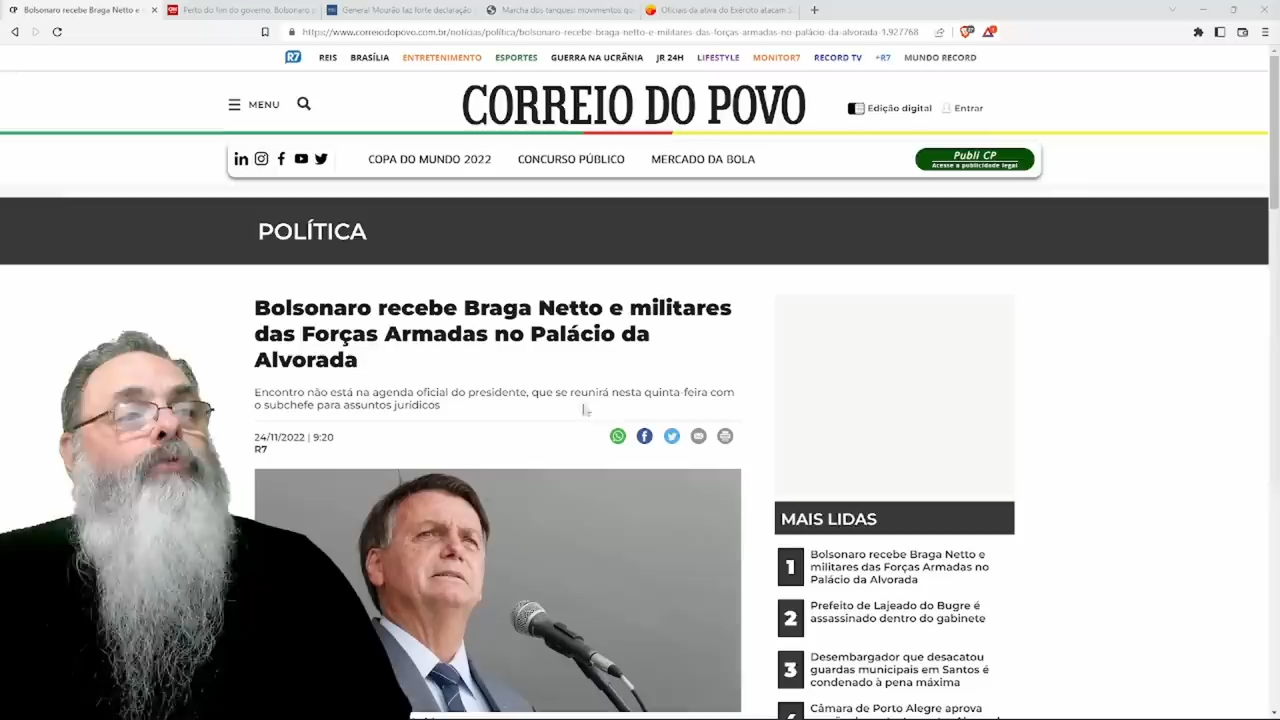 Bolsonaro recebe Braga Netto e
Perto do fim do governo, Bolsonaro p
General Mourão faz forte declaração
Marcha dos tanques: movimentos qu
Oficiais da ativa do Exército atacam
https://www.correiodopovo.com.br/notícias/política/bolsonaro-recebe-braga-netto-e-militares-das-forças-armadas-no-palácio-da-alvorada-1.927768
R7 REIS BRASÍLIA ENTRETENIMENTO ESPORTES GUERRA NA UCRÂNIA JR 24H LIFESTYLE MONITOR7 RECORD TV +R7 MUNDO RECORD
MENU
CORREIO DO POVO
Edição digital
Entrar
COPA DO MUNDO 2022 CONCURSO PÚBLICO MERCADO DA BOLA
Publi CP
Acesse a publicidade legal
POLÍTICA
Bolsonaro recebe Braga Netto e militares
das Forças Armadas no Palácio da
Alvorada
Encontro não está na agenda oficial do presidente, que se reunirá nesta quinta-feira com
o subchefe para assuntos jurídicos
24/11/2022 | 9:20
R7
MAIS LIDAS
1
Bolsonaro recebe Braga Netto e
militares das Forças Armadas no
Palácio da Alvorada
2
Prefeito de Lajeado do Bugre é
assassinado dentro do gabinete
3
Desembargador que desacatou
guardas municipais em Santos é
condenado à pena máxima
Câmara de Porto Alegre aprova